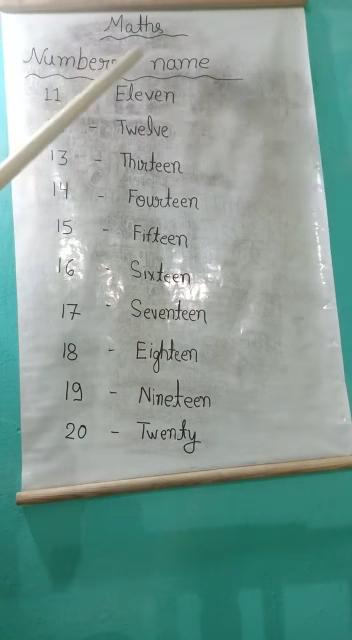 Maths
Numbers name
11 Eleven
- Twelve
13 - Thirteen
14 - Fourteen
15 - Fifteen
16 - Sixteen
17 - Seventeen
18 - Eighteen
19 - Nineteen
20 - Twenty